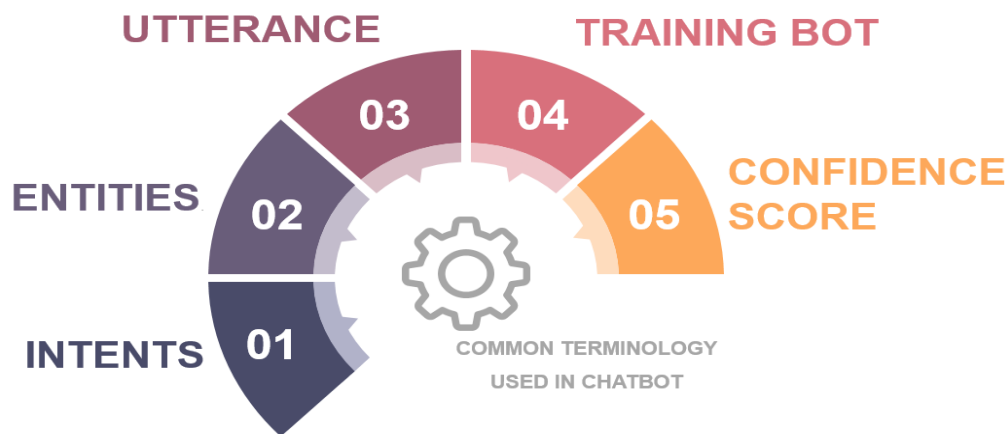 UTTERANCE
TRAINING BOT
03
04
ENTITIES
02
CONFIDENCE
SCORE
05
INTENTS
01
COMMON TERMINOLOGY
USED IN CHATBOT